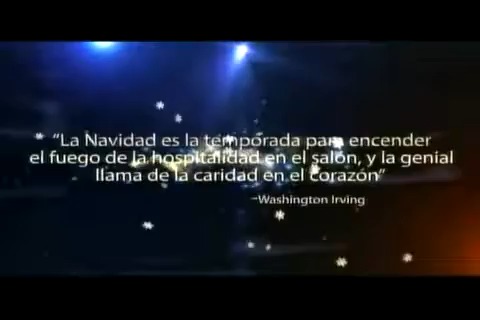 “La Navidad es la temporada para encender
el fuego de la hospitalidad en el salón, y la genial
llama de la caridad en el corazón”
-Washington Irving